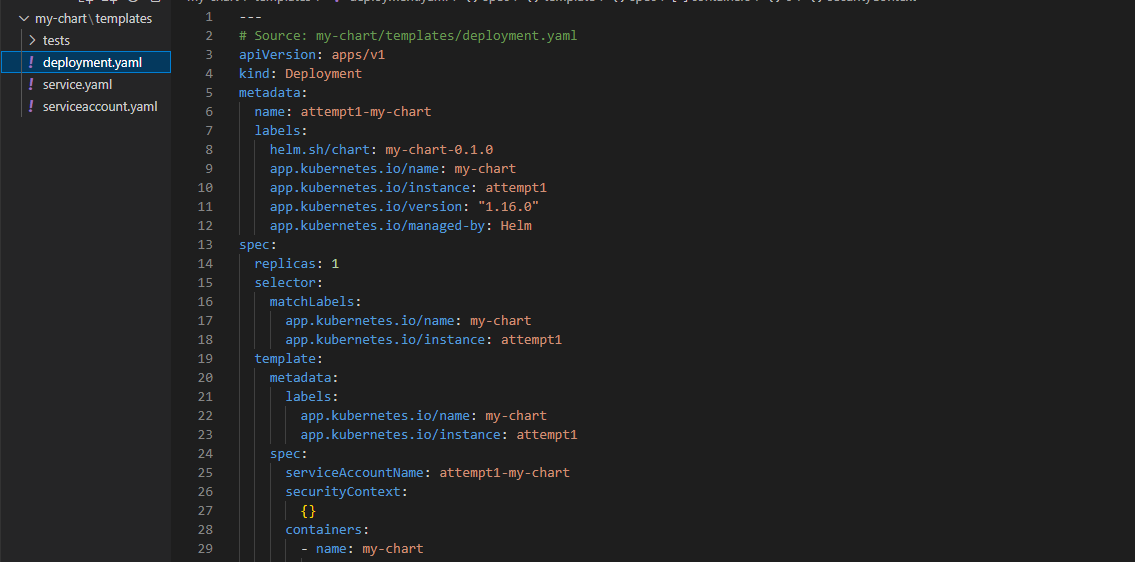 my-chart\templates
tests
! deployment.yaml
! service.yaml
! serviceaccount.yaml
1 ---
2 # Source: my-chart/templates/deployment.yaml
3 apiVersion: apps/v1
4 kind: Deployment
5 metadata:
6 name: attempt1-my-chart
7 labels:
8 helm.sh/chart: my-chart-0.1.0
9 app.kubernetes.io/name: my-chart
10 app.kubernetes.io/instance: attempt1
11 app.kubernetes.io/version: "1.16.0"
12 app.kubernetes.io/managed-by: Helm
13 spec:
14 replicas: 1
15 selector:
16 matchLabels:
17 app.kubernetes.io/name: my-chart
18 app.kubernetes.io/instance: attempt1
19 template:
20 metadata:
21 labels:
22 app.kubernetes.io/name: my-chart
23 app.kubernetes.io/instance: attempt1
24 spec:
25 serviceAccountName: attempt1-my-chart
26 securityContext:
27 {}
28 containers:
29 - name: my-chart